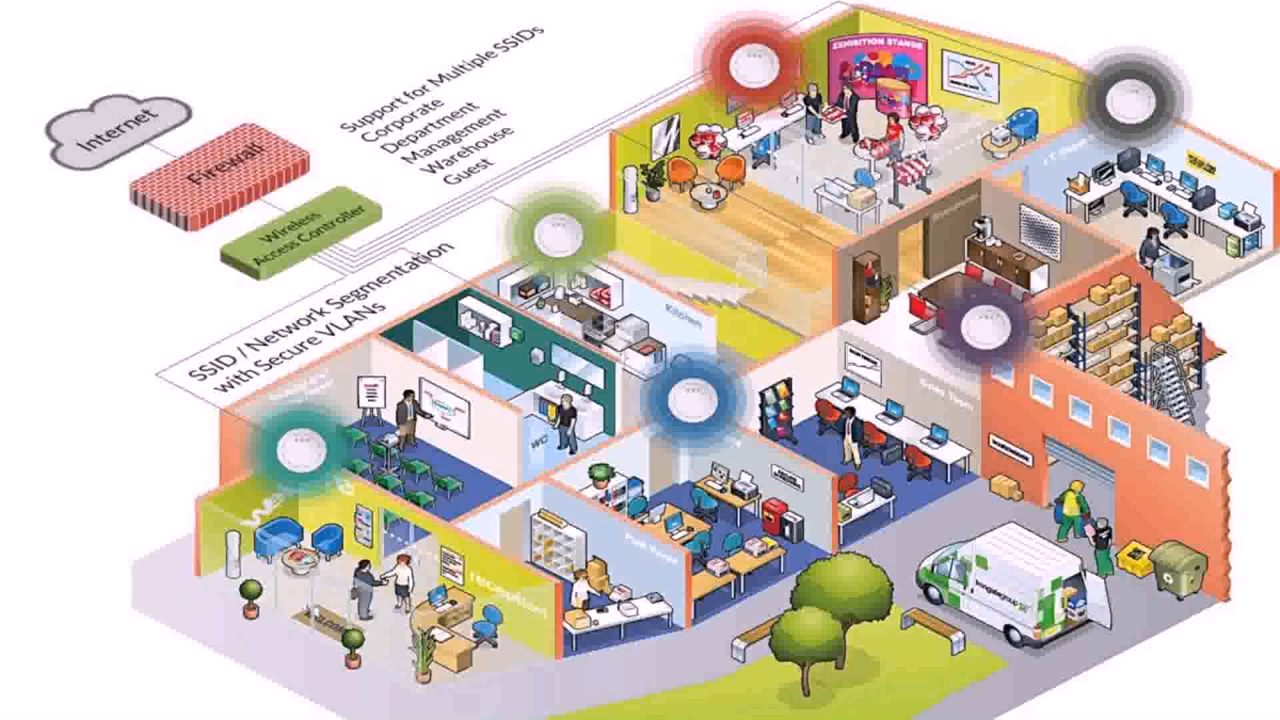 Internet
Firewall
Wireless
Access Controller
Support for Multiple SSIDs
Corporate
Department
Management
Warehouse
Guest
SSID / Network Segmentation
with Secure VLANs
EXHIBITION STANDS
Kitchen
WC
Sales Team
Post Room
reception